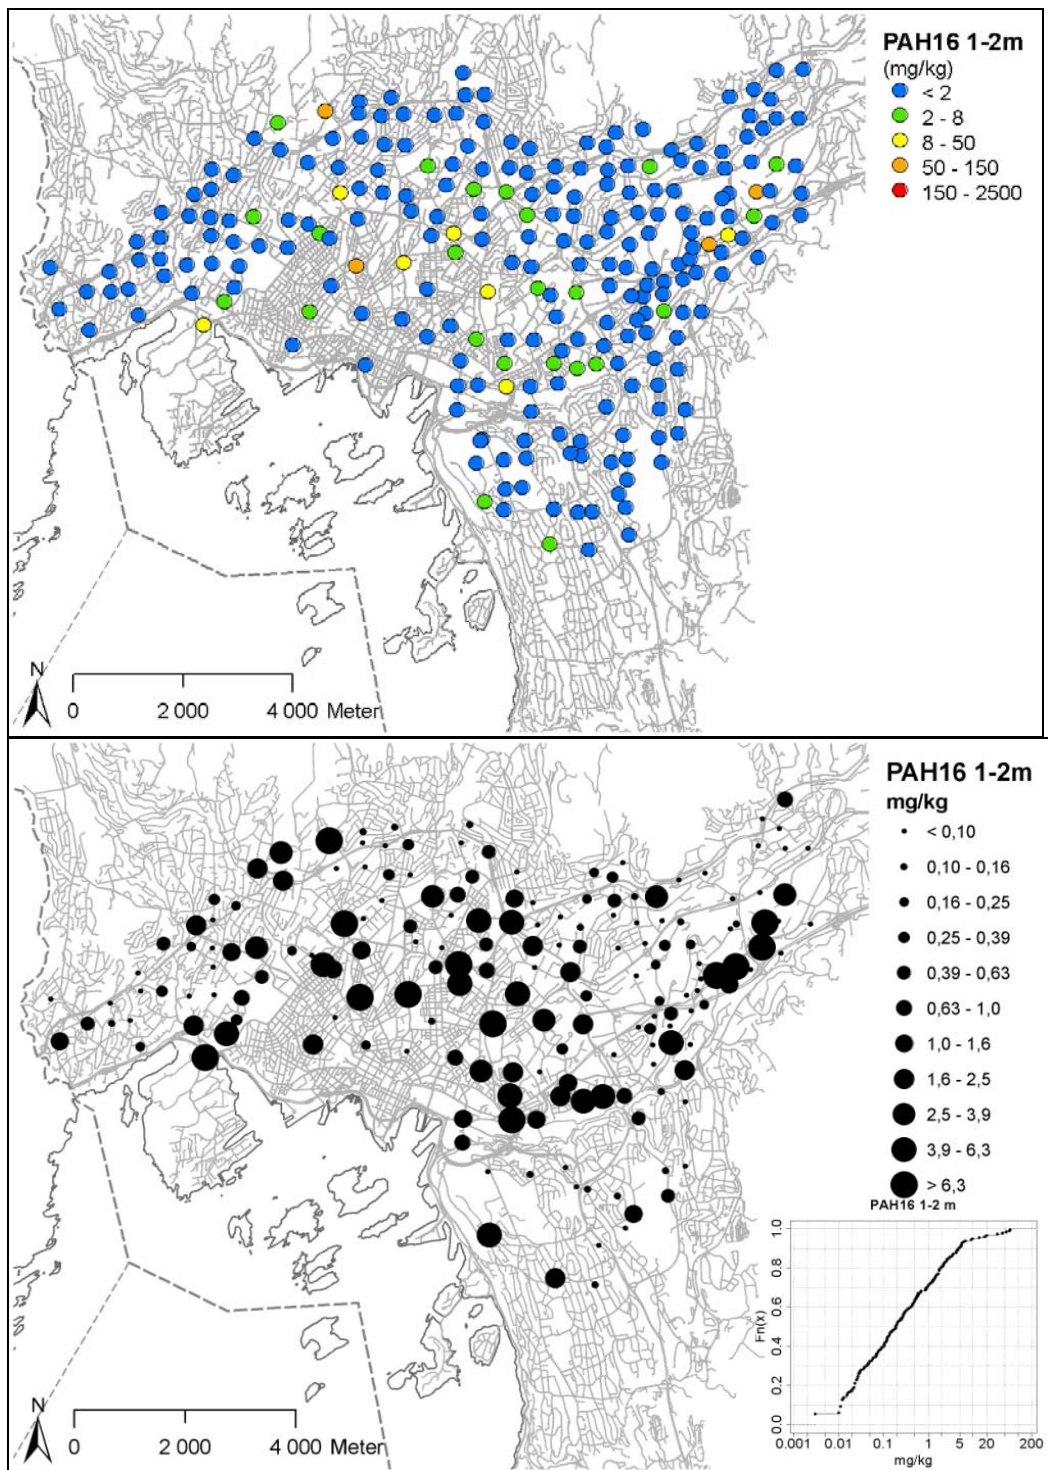 PAH16 1-2m
(mg/kg)
< 2
2 - 8
8 - 50
50 - 150
150 - 2500
N
0 2 000 4 000 Meter
PAH16 1-2m
mg/kg
< 0,10
0,10 - 0,16
0,16 - 0,25
0,25 - 0,39
0,39 - 0,63
0,63 - 1,0
1,0 - 1,6
1,6 - 2,5
2,5 - 3,9
3,9 - 6,3
> 6,3
PAH16 1-2 m
1.0
0.8
0.6
Fn(x)
0.4
0.2
0.0
0.001 0.01 0.1 1 5 20 200
mg/kg
N
0 2 000 4 000 Meter